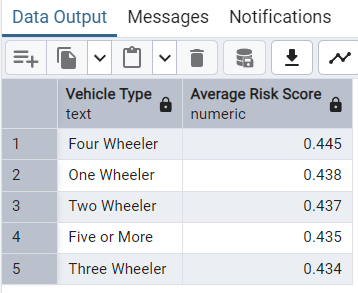 Data Output Messages Notifications
Vehicle Type Average Risk Score
text numeric
1 Four Wheeler 0.445
2 One Wheeler 0.438
3 Two Wheeler 0.437
4 Five or More 0.435
5 Three Wheeler 0.434